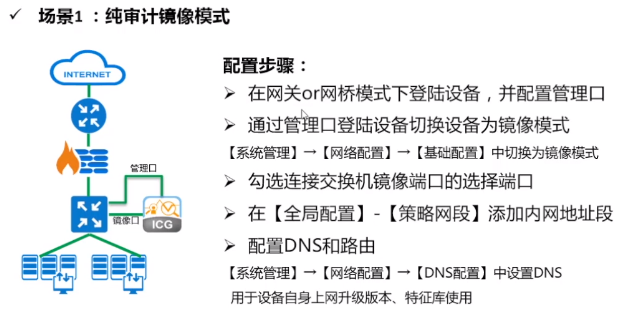 ✓ 场景1 ：纯审计镜像模式
INTERNET
管理口
镜像口
ICG
配置步骤：
➢ 在网关or网桥模式下登陆设备，并配置管理口
➢ 通过管理口登陆设备切换设备为镜像模式
【系统管理】→【网络配置】→【基础配置】中切换为镜像模式
➢ 勾选连接交换机镜像端口的选择端口
➢ 在【全局配置】-【策略网段】添加内网地址段
➢ 配置DNS和路由
【系统管理】→【网络配置】→【DNS配置】中设置DNS
用于设备自身上网升级版本、特征库使用